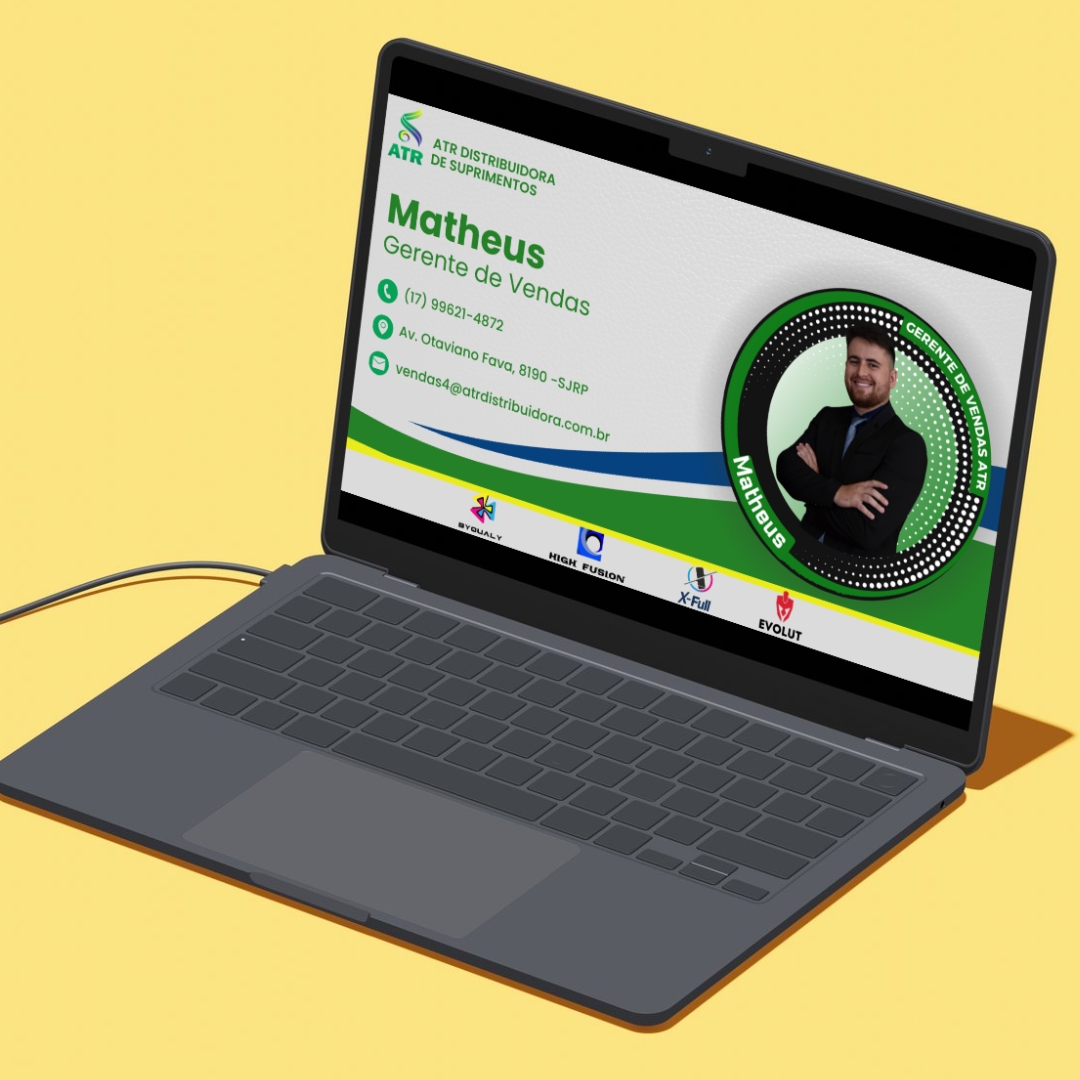 ATR
ATR DISTRIBUIDORA
DE SUPRIMENTOS
Matheus
Gerente de Vendas
(17) 99621-4872
Av. Otaviano Fava, 8190 -SJRP
vendas4@atrdistribuidora.com.br
GERENTE DE VENDAS ATR
Matheus
BYQUALY
HIGH FUSION
X-Full
EVOLUT